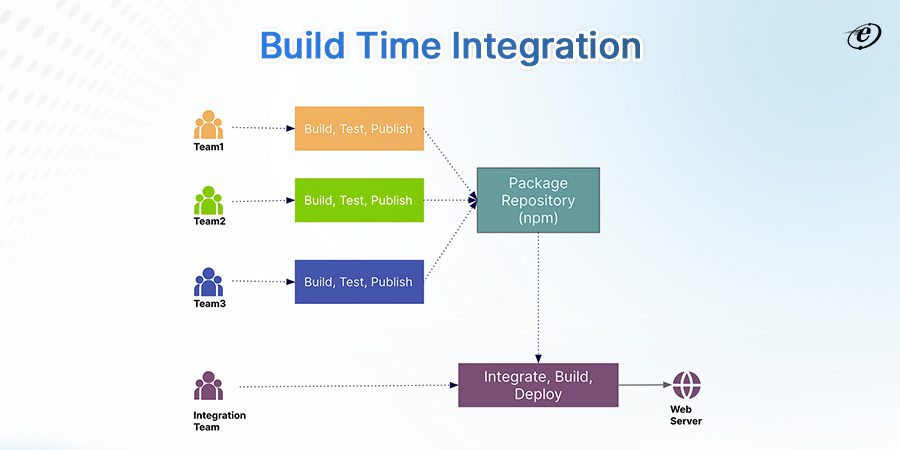 Build Time Integration
e
Team1
Build, Test, Publish
Team2
Build, Test, Publish
Team3
Build, Test, Publish
Package
Repository
(npm)
Integration
Team
Integrate, Build,
Deploy
Web
Server